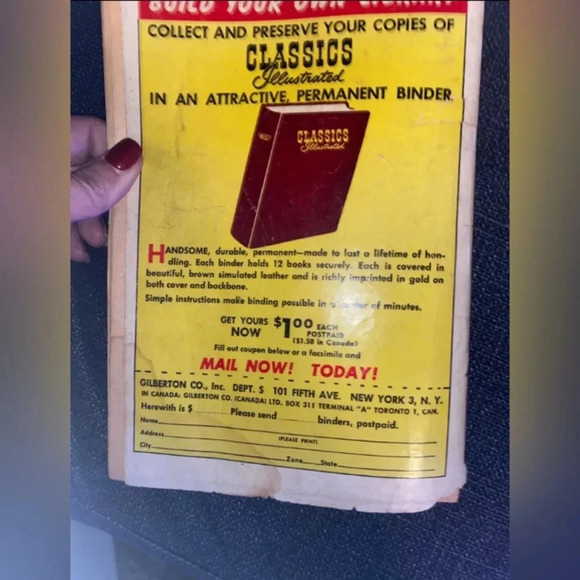 BUILD YOUR OWN LIBRARY
COLLECT AND PRESERVE YOUR COPIES OF
CLASSICS
Illustrated
IN AN ATTRACTIVE, PERMANENT BINDER
CLASSICS
Illustrated
HANDSOME, durable, permanent—made to last a lifetime of han-
dling. Each binder holds 12 books securely. Each is covered in
beautiful, brown simulated leather and is richly imprinted in gold on
both cover and backbone.
Simple instructions make binding possible in a of minutes.
GET YOURS NOW $1.00 EACH POSTPAID
($1.50 in Canada)
Fill out coupon below or a facsimile and
MAIL NOW! TODAY!
GILBERTON CO., Inc. DEPT. S 101 FIFTH AVE. NEW YORK 3, N. Y.
IN CANADA: GILBERTON CO. (CANADA) LTD. BOX 311 TERMINAL "A" TORONTO 1, CAN.
Herewith is $ Please send binders, postpaid.
Name
(PLEASE PRINT)
Address
City Zone State